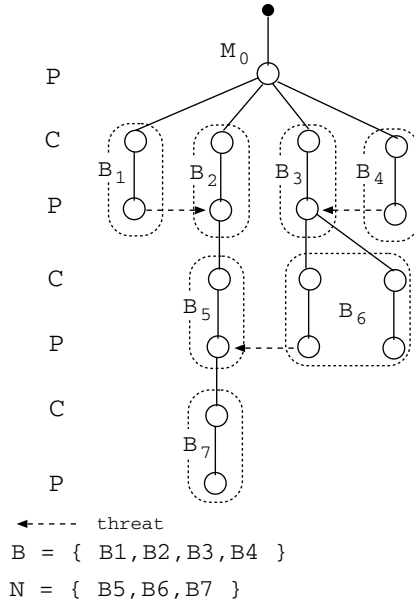 M0
P
C
B1 B2 B3 B4
P
C
B5 B6
P
C
B7
P
threat
B = { B1,B2,B3,B4 }
N = { B5,B6,B7 }